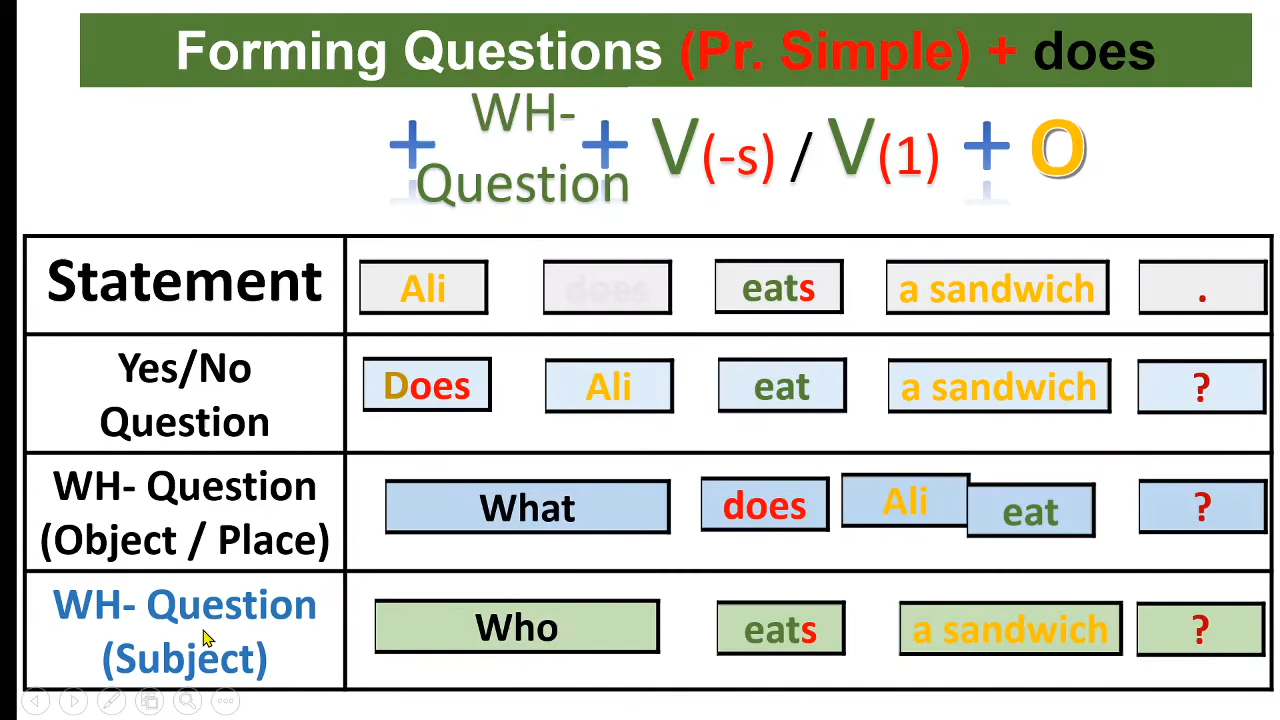 Forming Questions (Pr. Simple) + does
+ WH-Question + V(-s) / V(1) + O
Statement
Ali does eats a sandwich .
Yes/No
Question
Does Ali eat a sandwich ?
WH- Question
(Object / Place)
What does Ali eat ?
WH- Question
(Subject)
Who eats a sandwich ?